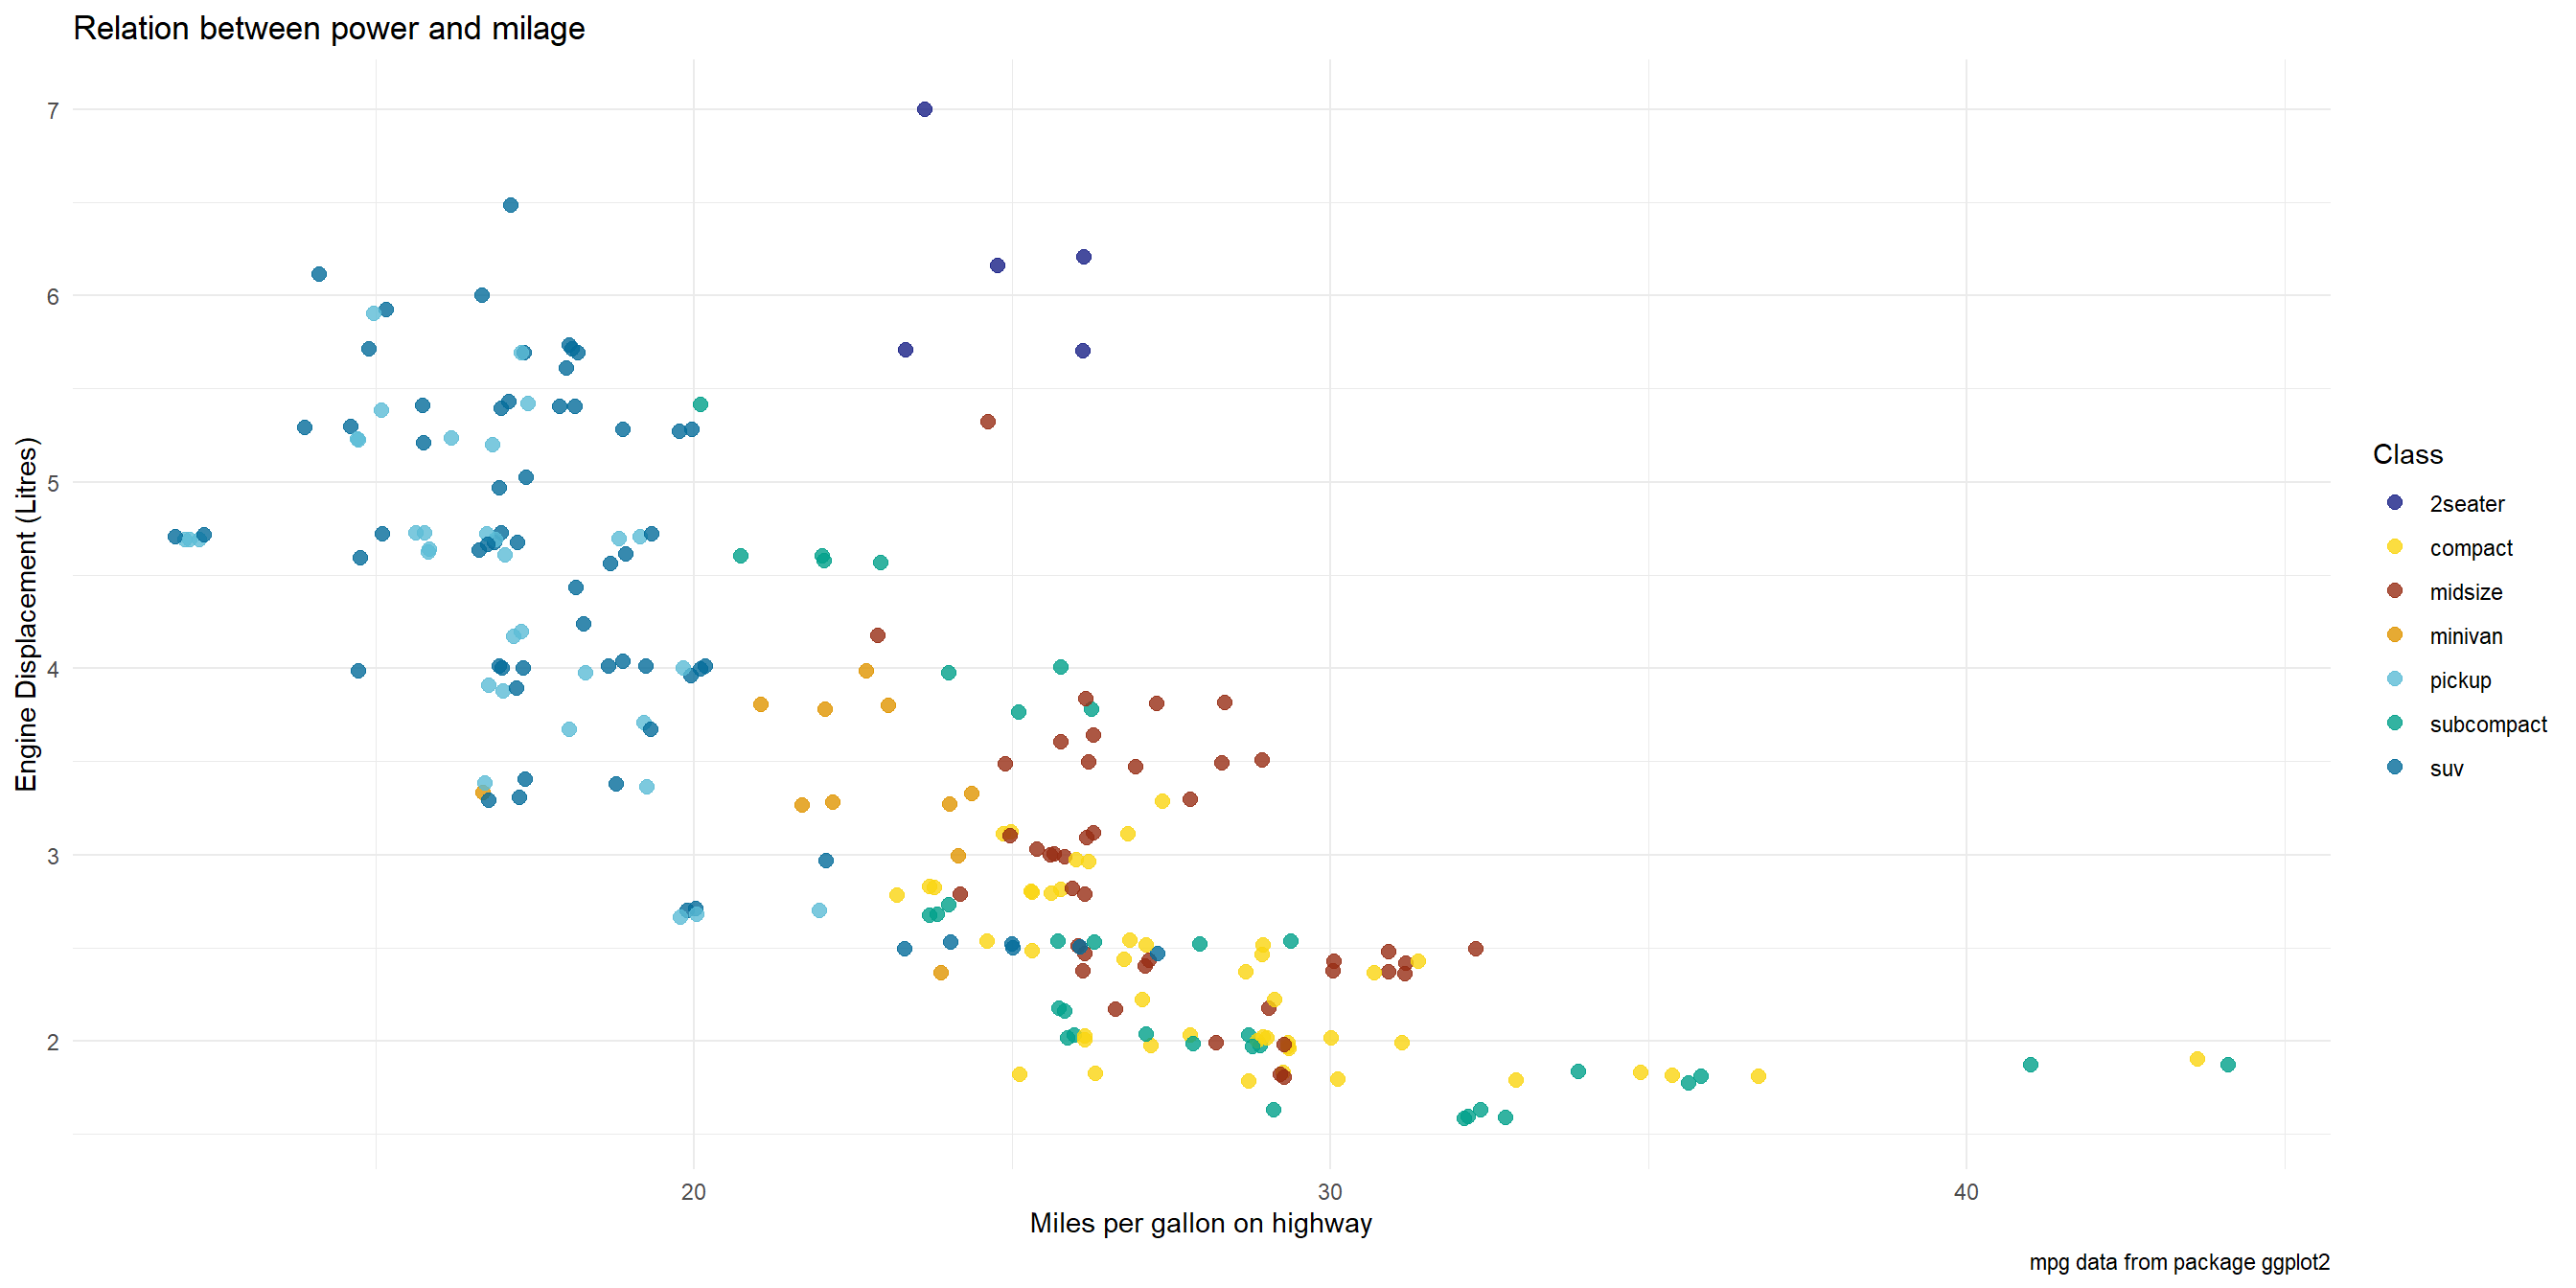 Relation between power and milage
7
6
5
4
3
2
Engine Displacement (Litres)
20 30 40
Miles per gallon on highway
Class
2seater
compact
midsize
minivan
pickup
subcompact
suv
mpg data from package ggplot2